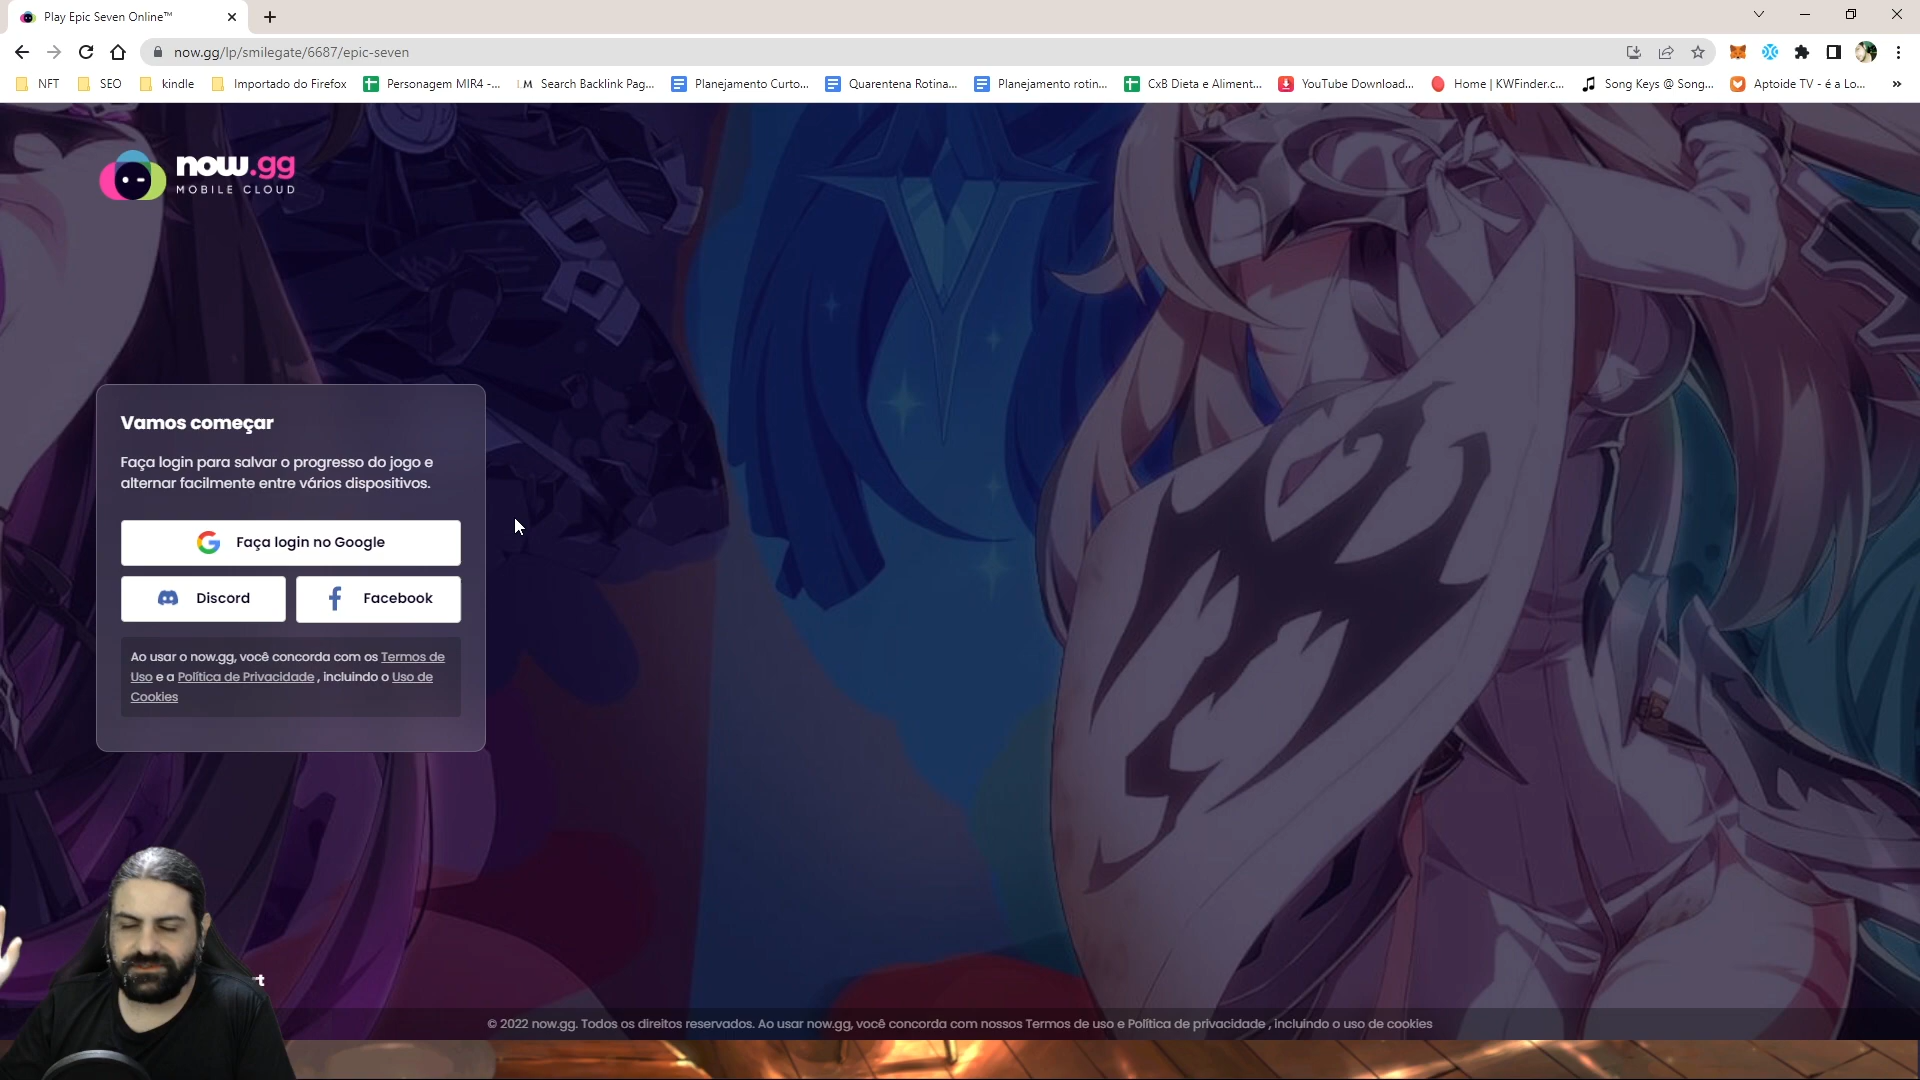 Play Epic Seven Online™
now.gg/lp/smilegate/6687/epic-seven
NFT
SEO
kindle
Importado do Firefox
Personagem MIR4 -...
Search Backlink Pag...
Planejamento Curto...
Quarentena Rotina...
Planejamento rotin...
CxB Dieta e Aliment...
YouTube Download...
Home | KWFinder.c...
Song Keys @ Song...
Aptoide TV - é a Lo...
now.gg
MOBILE CLOUD
Vamos começar
Faça login para salvar o progresso do jogo e
alternar facilmente entre vários dispositivos.
Faça login no Google
Discord
Facebook
Ao usar o now.gg, você concorda com os Termos de
Uso e a Política de Privacidade , incluindo o Uso de
Cookies
© 2022 now.gg. Todos os direitos reservados. Ao usar now.gg, você concorda com nossos Termos de uso e Política de privacidade , incluindo o uso de cookies